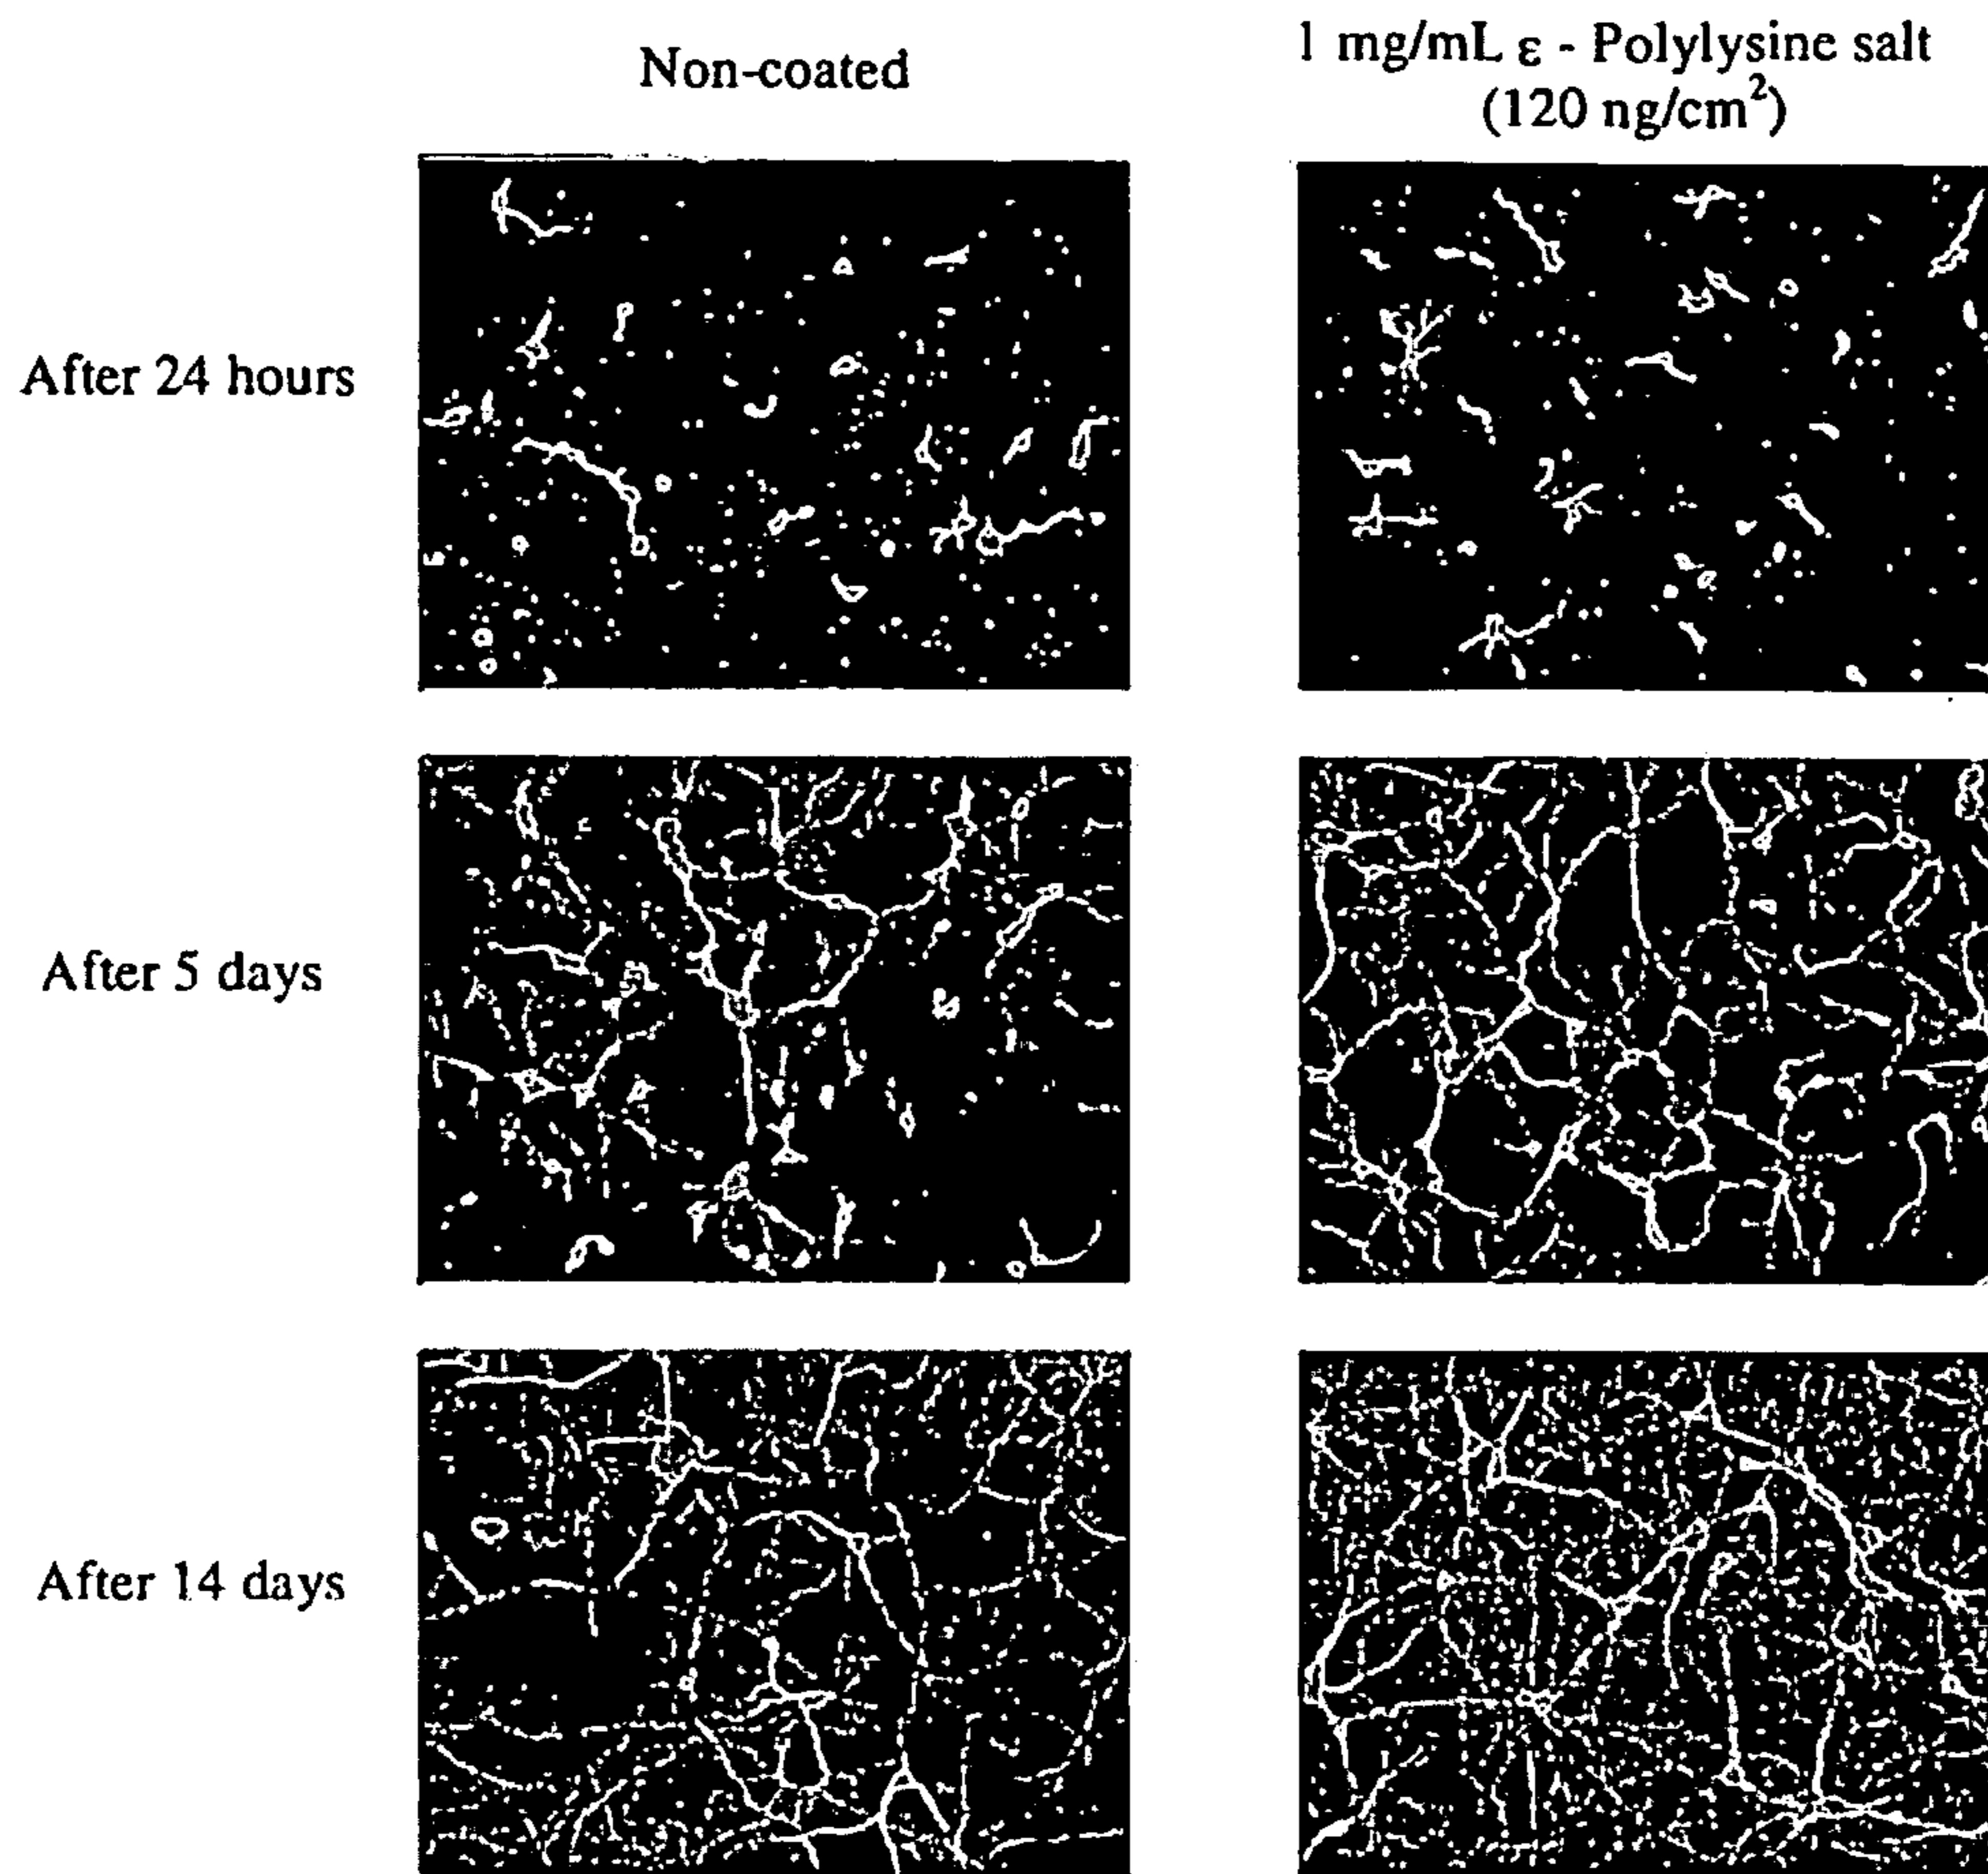 Non-coated
1 mg/mL ε - Polylysine salt
(120 ng/cm²)
After 24 hours
After 5 days
After 14 days